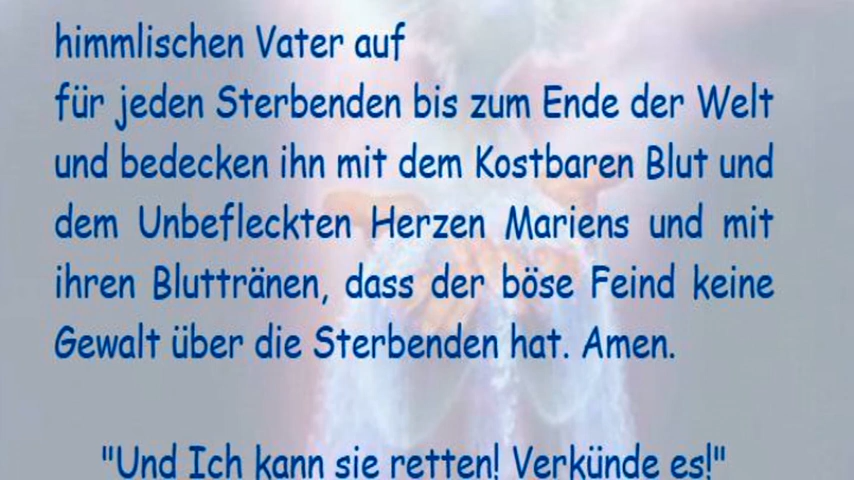 himmlischen Vater auf
für jeden Sterbenden bis zum Ende der Welt
und bedecken ihn mit dem Kostbaren Blut und
dem Unbefleckten Herzen Mariens und mit
ihren Bluttränen, dass der böse Feind keine
Gewalt über die Sterbenden hat. Amen.
"Und Ich kann sie retten! Verkünde es!"